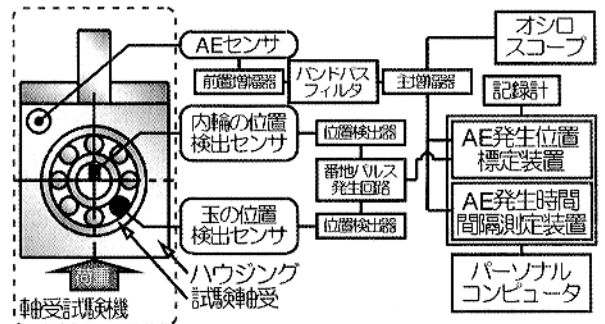 AEセンサ
前置増幅器
バンドパス
フィルタ
主増幅器
オシロ
スコープ
記録計
内輪の位置
検出センサ
位置検出器
番地パルス
発生回路
AE発生位置
標定装置
玉の位置
検出センサ
位置検出器
AE発生時間
間隔測定装置
パーソナル
コンピュータ
荷重
ハウジング
試験軸受
軸受試験機